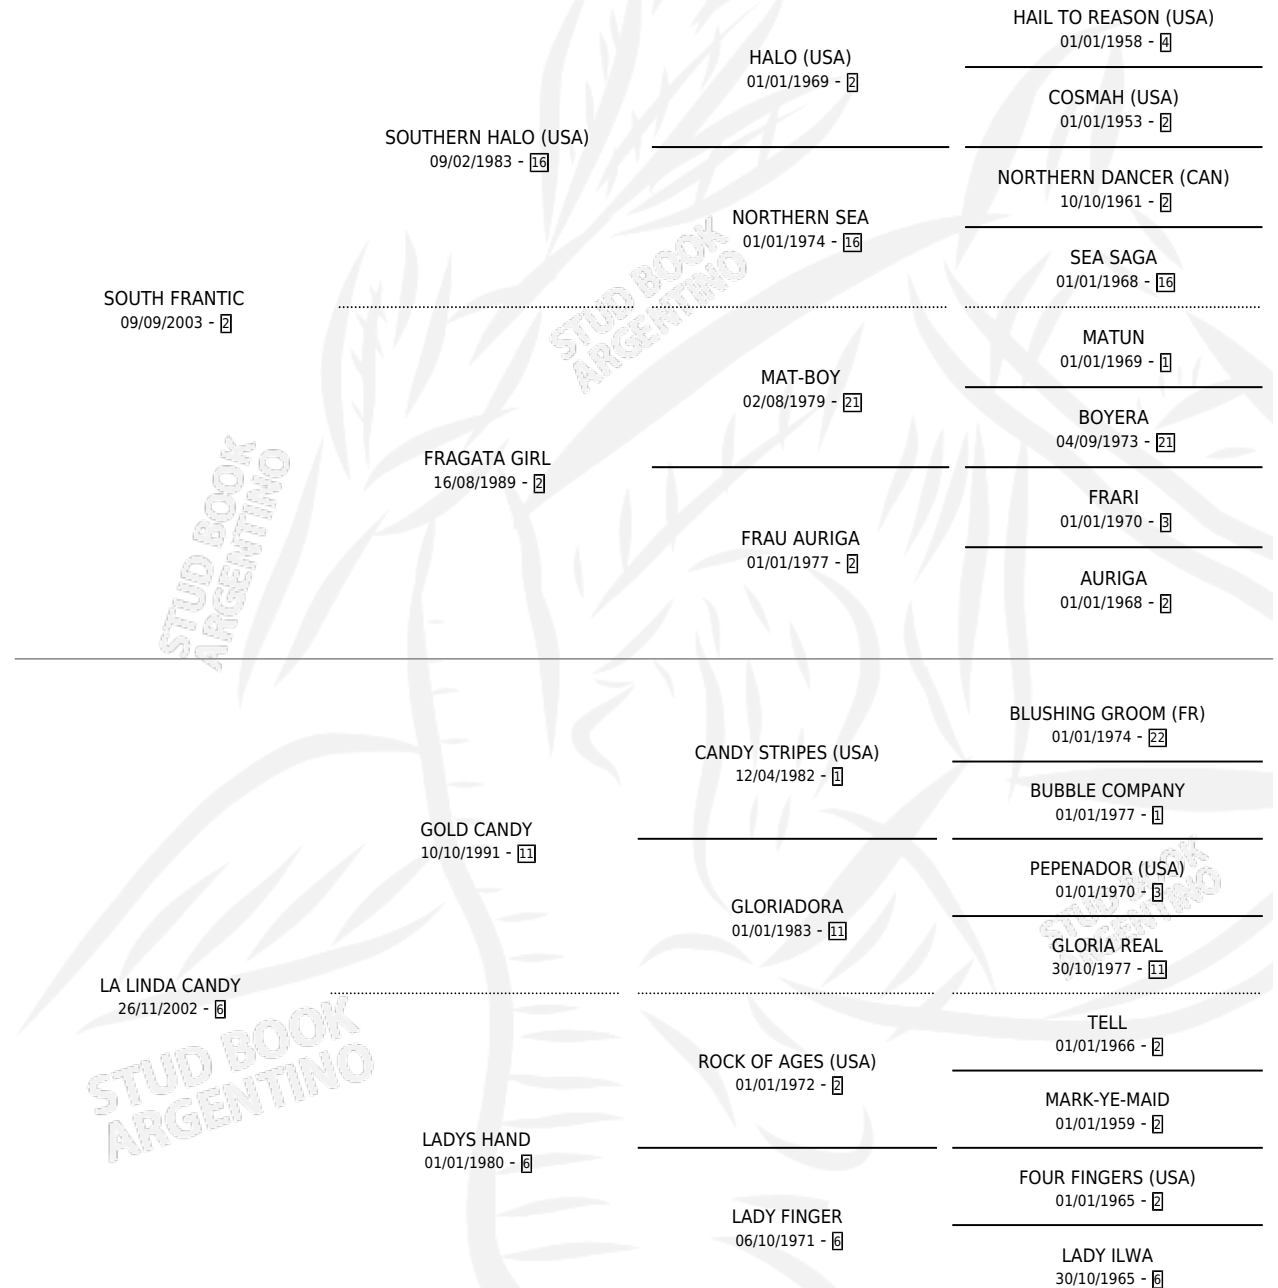 HAIL TO REASON (USA)
01/01/1958 - 4
HALO (USA)
01/01/1969 - 2
COSMAH (USA)
01/01/1953 - 2
SOUTHERN HALO (USA)
09/02/1983 - 16
NORTHERN DANCER (CAN)
10/10/1961 - 2
NORTHERN SEA
01/01/1974 - 16
SEA SAGA
01/01/1968 - 16
SOUTH FRANTIC
09/09/2003 - 2
MATUN
01/01/1969 - 1
MAT-BOY
02/08/1979 - 21
BOYERA
04/09/1973 - 21
FRAGATA GIRL
16/08/1989 - 2
FRARI
01/01/1970 - 3
FRAU AURIGA
01/01/1977 - 2
AURIGA
01/01/1968 - 2
BLUSHING GROOM (FR)
01/01/1974 - 22
CANDY STRIPES (USA)
12/04/1982 - 1
BUBBLE COMPANY
01/01/1977 - 1
GOLD CANDY
10/10/1991 - 11
PEPENADOR (USA)
01/01/1970 - 3
GLORIADORA
01/01/1983 - 11
GLORIA REAL
30/10/1977 - 11
LA LINDA CANDY
26/11/2002 - 6
TELL
01/01/1966 - 2
ROCK OF AGES (USA)
01/01/1972 - 2
MARK-YE-MAID
01/01/1959 - 2
LADYS HAND
01/01/1980 - 6
FOUR FINGERS (USA)
01/01/1965 - 2
LADY FINGER
06/10/1971 - 6
LADY ILWA
30/10/1965 - 6
STUD BOOK
ARGENTINO
STUD BOOK
ARGENTINO
STUD BOOK
ARGENTINO
STUD BOOK
ARGENTINO